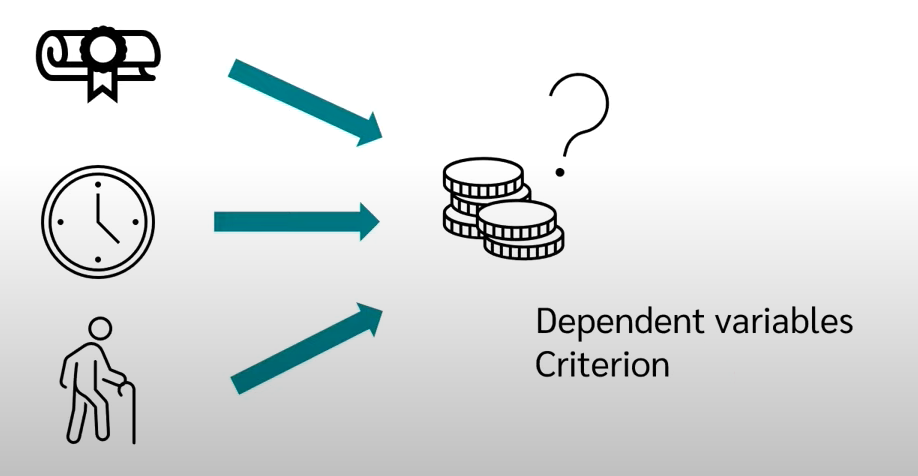 Dependent variables
Criterion